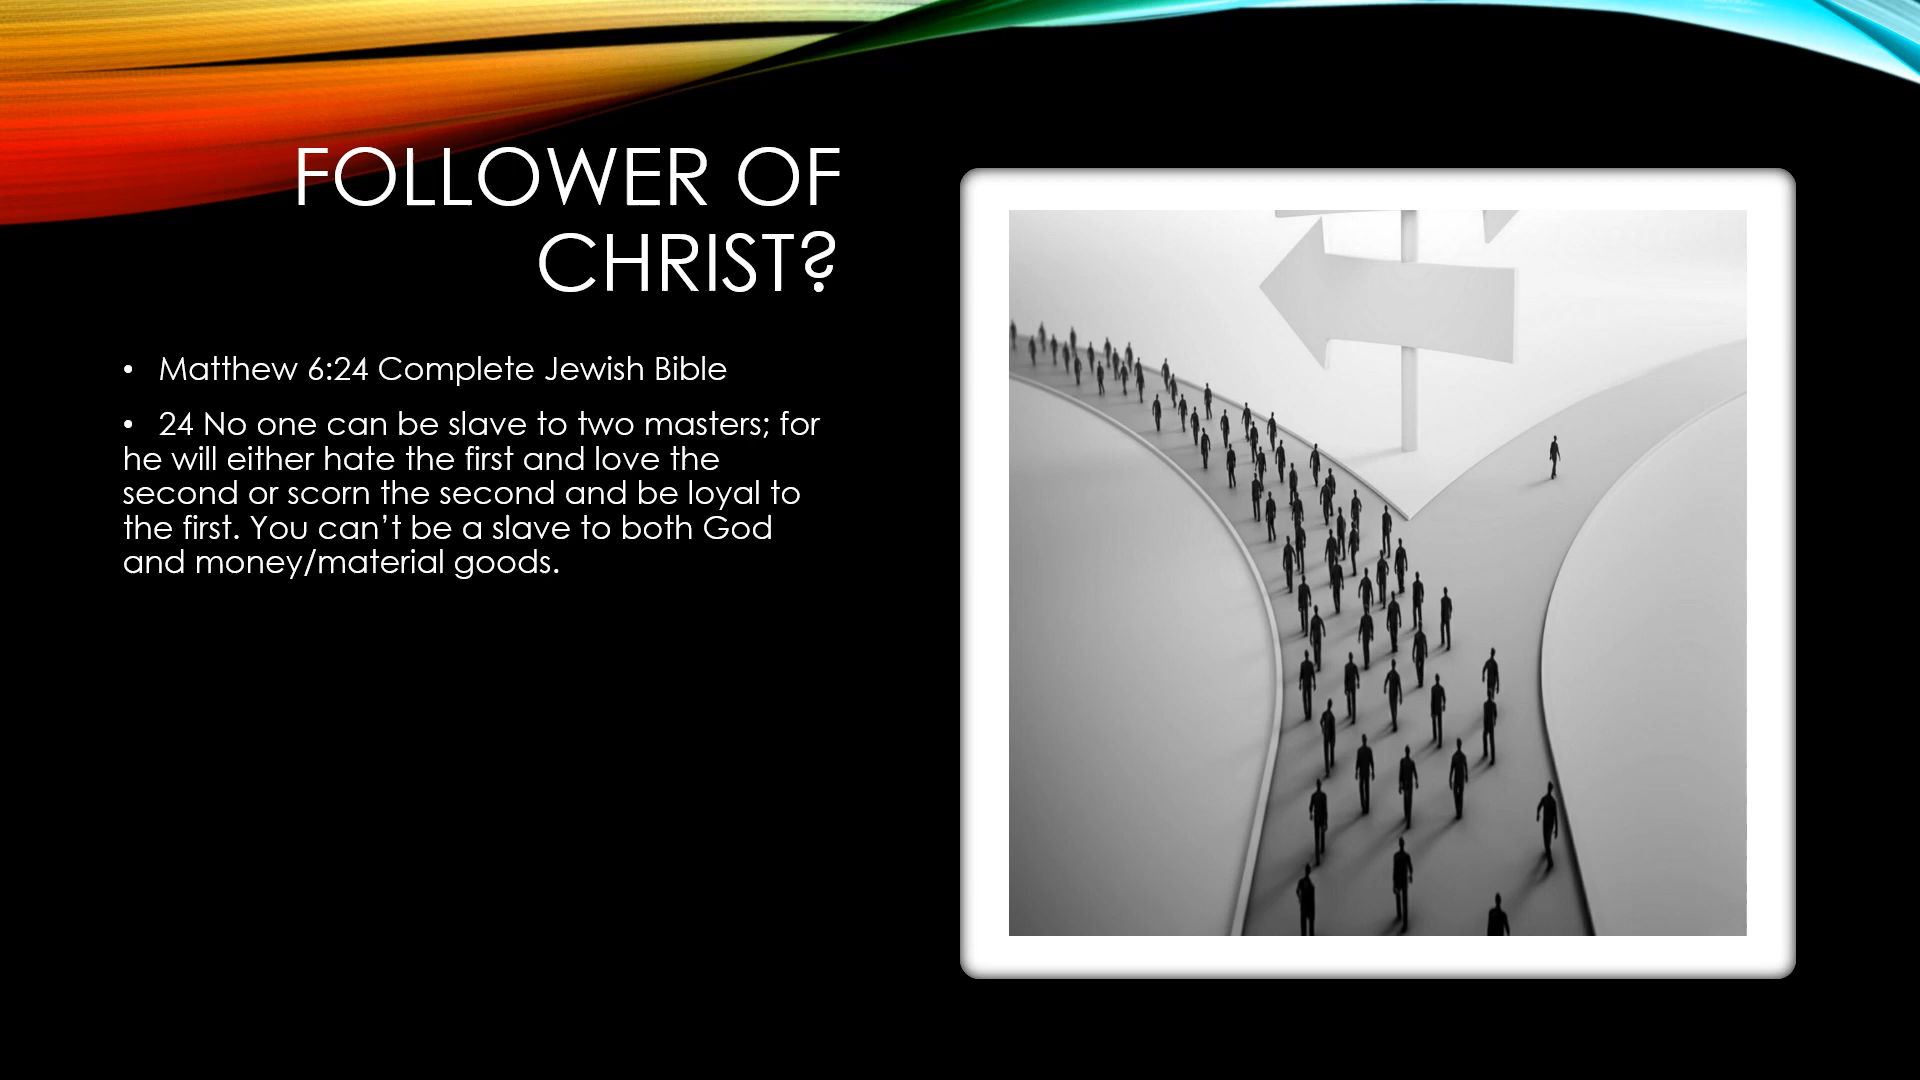 FOLLOWER OF
CHRIST?
• Matthew 6:24 Complete Jewish Bible
• 24 No one can be slave to two masters; for
he will either hate the first and love the
second or scorn the second and be loyal to
the first. You can’t be a slave to both God
and money/material goods.